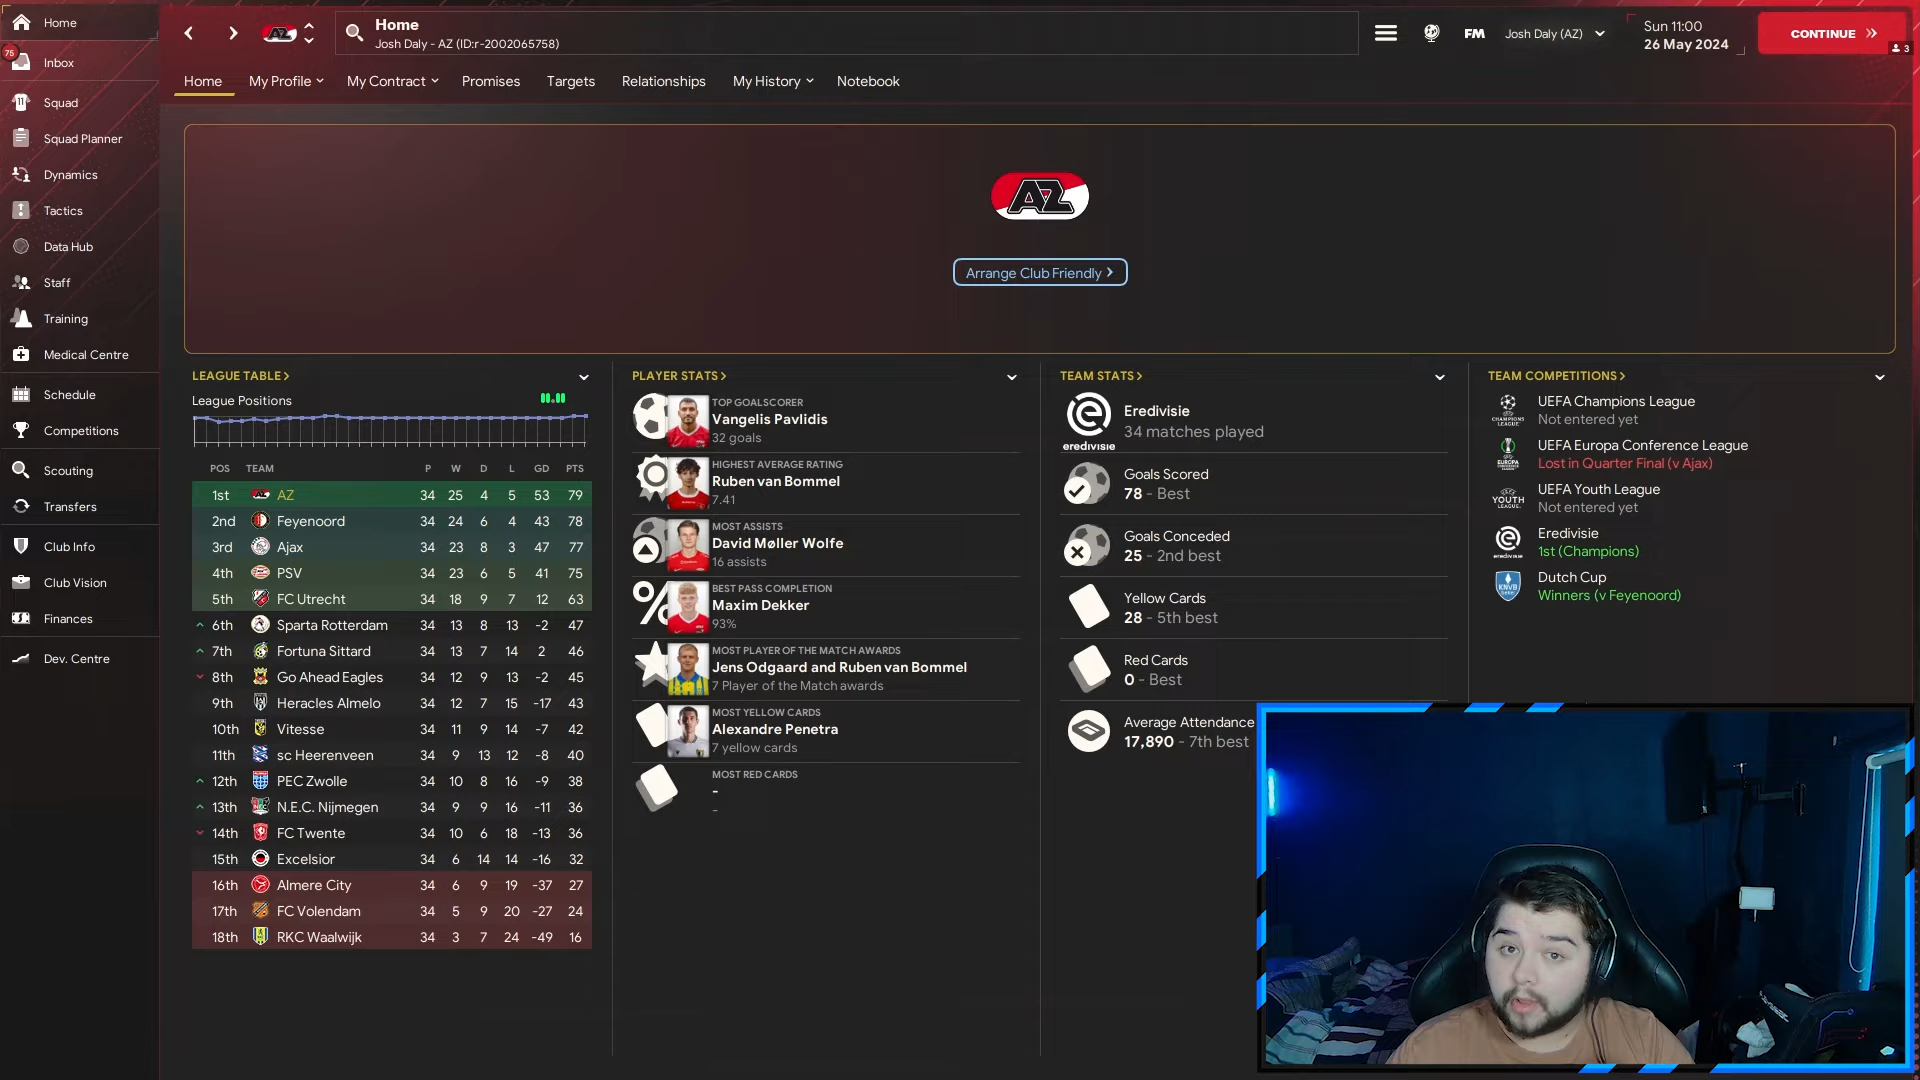 Home
75
Inbox
Squad
Squad Planner
Dynamics
Tactics
Data Hub
Staff
Training
Medical Centre
Schedule
Competitions
Scouting
Transfers
Club Info
Club Vision
Finances
Dev. Centre
AZ
Home
Josh Daly - AZ (ID:r-2002065758)
FM
Josh Daly (AZ)
Sun 11:00
26 May 2024
CONTINUE
3
Home
My Profile
My Contract
Promises
Targets
Relationships
My History
Notebook
AZ
Arrange Club Friendly
LEAGUE TABLE
League Positions
POS TEAM P W D L GD PTS
1st AZ 34 25 4 5 53 79
2nd Feyenoord 34 24 6 4 43 78
3rd Ajax 34 23 8 3 47 77
4th PSV 34 23 6 5 41 75
5th FC Utrecht 34 18 9 7 12 63
6th Sparta Rotterdam 34 13 8 13 -2 47
7th Fortuna Sittard 34 13 7 14 2 46
8th Go Ahead Eagles 34 12 9 13 -2 45
9th Heracles Almelo 34 12 7 15 -17 43
10th Vitesse 34 11 9 14 -7 42
11th sc Heerenveen 34 9 13 12 -8 40
12th PEC Zwolle 34 10 8 16 -9 38
13th N.E.C. Nijmegen 34 9 9 16 -11 36
14th FC Twente 34 10 6 18 -13 36
15th Excelsior 34 6 14 14 -16 32
16th Almere City 34 6 9 19 -37 27
17th FC Volendam 34 5 9 20 -27 24
18th RKC Waalwijk 34 3 7 24 -49 16
PLAYER STATS
TOP GOALSCORER
Vangelis Pavlidis
32 goals
HIGHEST AVERAGE RATING
Ruben van Bommel
7.41
MOST ASSISTS
David Møller Wolfe
16 assists
BEST PASS COMPLETION
Maxim Dekker
93%
MOST PLAYER OF THE MATCH AWARDS
Jens Odgaard and Ruben van Bommel
7 Player of the Match awards
MOST YELLOW CARDS
Alexandre Penetra
7 yellow cards
MOST RED CARDS
-
-
TEAM STATS
eredivisie
Eredivisie
34 matches played
Goals Scored
78 - Best
Goals Conceded
25 - 2nd best
Yellow Cards
28 - 5th best
Red Cards
0 - Best
Average Attendance
17,890 - 7th best
TEAM COMPETITIONS
UEFA Champions League
Not entered yet
UEFA Europa Conference League
Lost in Quarter Final (v Ajax)
UEFA Youth League
Not entered yet
Eredivisie
1st (Champions)
Dutch Cup
Winners (v Feyenoord)